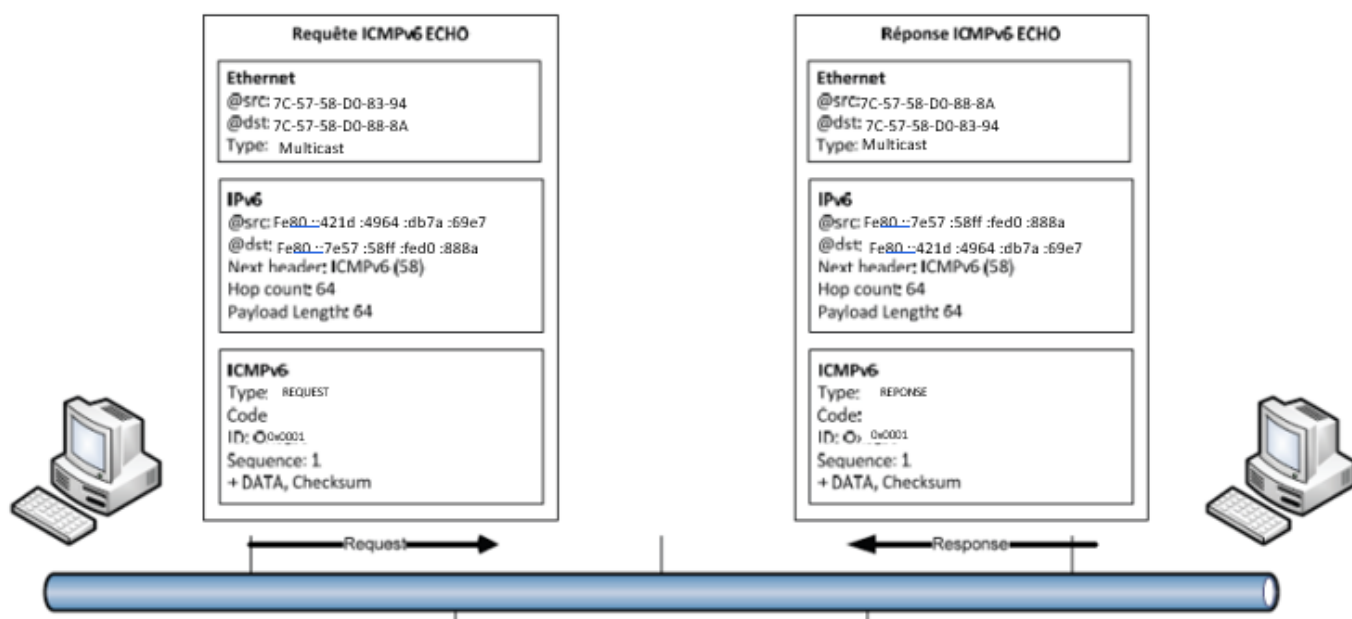 Requête ICMPv6 ECHO
Ethernet
@src: 7C-57-58-D0-83-94
@dst: 7C-57-58-D0-88-8A
Type: Multicast
IPv6
@src: Fe80 ::421d :4964 :db7a :69e7
@dst: Fe80 ::7e57 :58ff :fed0 :888a
Next header: ICMPv6 (58)
Hop count: 64
Payload Length: 64
ICMPv6
Type: REQUEST
Code
ID: 0x0001
Sequence: 1
+ DATA, Checksum
Request
Réponse ICMPv6 ECHO
Ethernet
@src: 7C-57-58-D0-88-8A
@dst: 7C-57-58-D0-83-94
Type: Multicast
IPv6
@src: Fe80 ::7e57 :58ff :fed0 :888a
@dst: Fe80 ::421d :4964 :db7a :69e7
Next header: ICMPv6 (58)
Hop count: 64
Payload Length: 64
ICMPv6
Type: REPONSE
Code:
ID: 0x0001
Sequence: 1
+ DATA, Checksum
Response